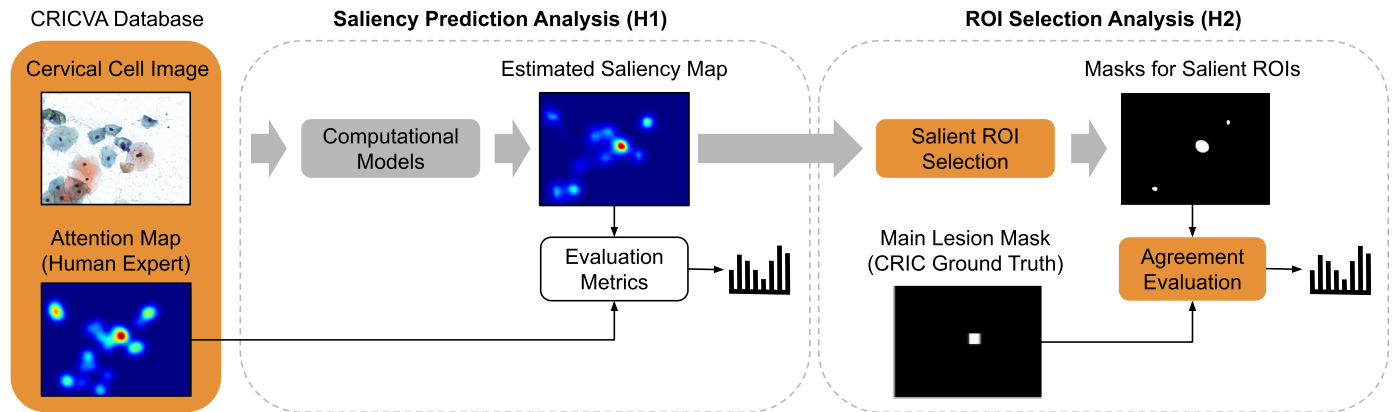 CRICVA Database
Cervical Cell Image
Attention Map
(Human Expert)
Saliency Prediction Analysis (H1)
Computational
Models
Estimated Saliency Map
Evaluation
Metrics
ROI Selection Analysis (H2)
Salient ROI
Selection
Masks for Salient ROIs
Main Lesion Mask
(CRIC Ground Truth)
Agreement
Evaluation